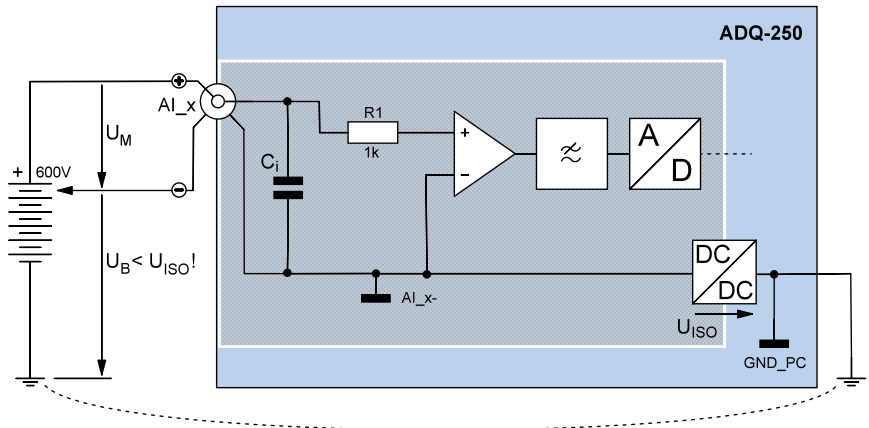 ADQ-250
+
AI_x
R1
+
A
D
U_M
1k
−
C_i
+ 600V
−
U_B < U_ISO!
DC
DC
AI_x-
U_ISO
GND_PC